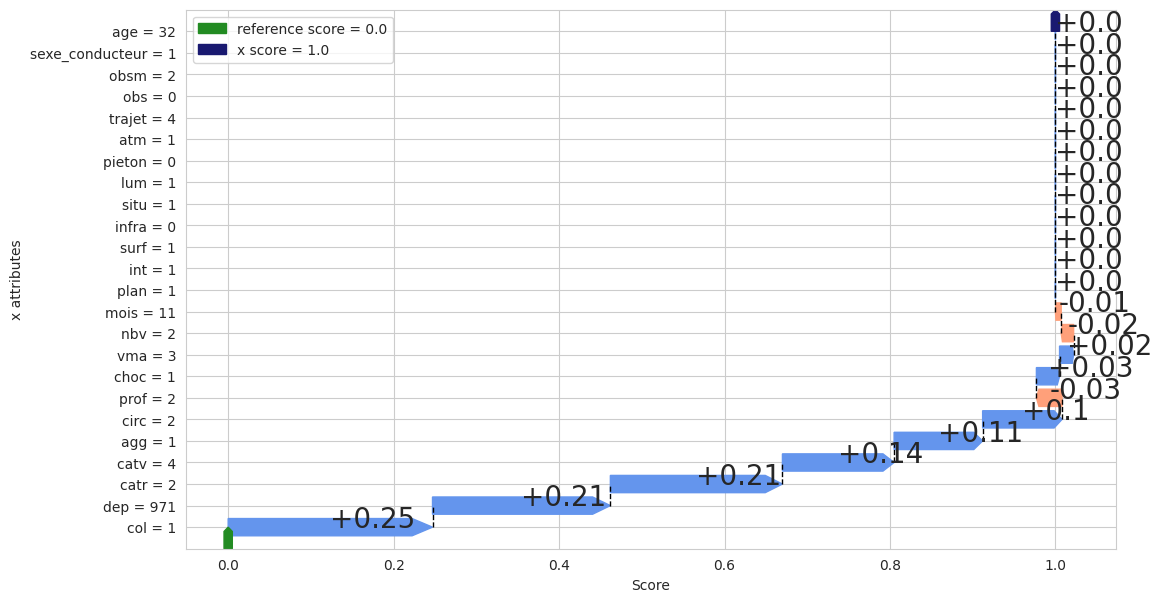 reference score = 0.0
x score = 1.0
age = 32 +0.0
sexe_conducteur = 1 +0.0
obsm = 2 +0.0
obs = 0 +0.0
trajet = 4 +0.0
atm = 1 +0.0
pieton = 0 +0.0
lum = 1 +0.0
situ = 1 +0.0
infra = 0 +0.0
surf = 1 +0.0
int = 1 +0.0
plan = 1 +0.0
mois = 11 -0.01
nbv = 2 -0.02
vma = 3 +0.02
choc = 1 +0.03
prof = 2 -0.03
circ = 2 +0.1
agg = 1 +0.11
catv = 4 +0.14
catr = 2 +0.21
dep = 971 +0.21
col = 1 +0.25
x attributes
0.0 0.2 0.4 0.6 0.8 1.0
Score